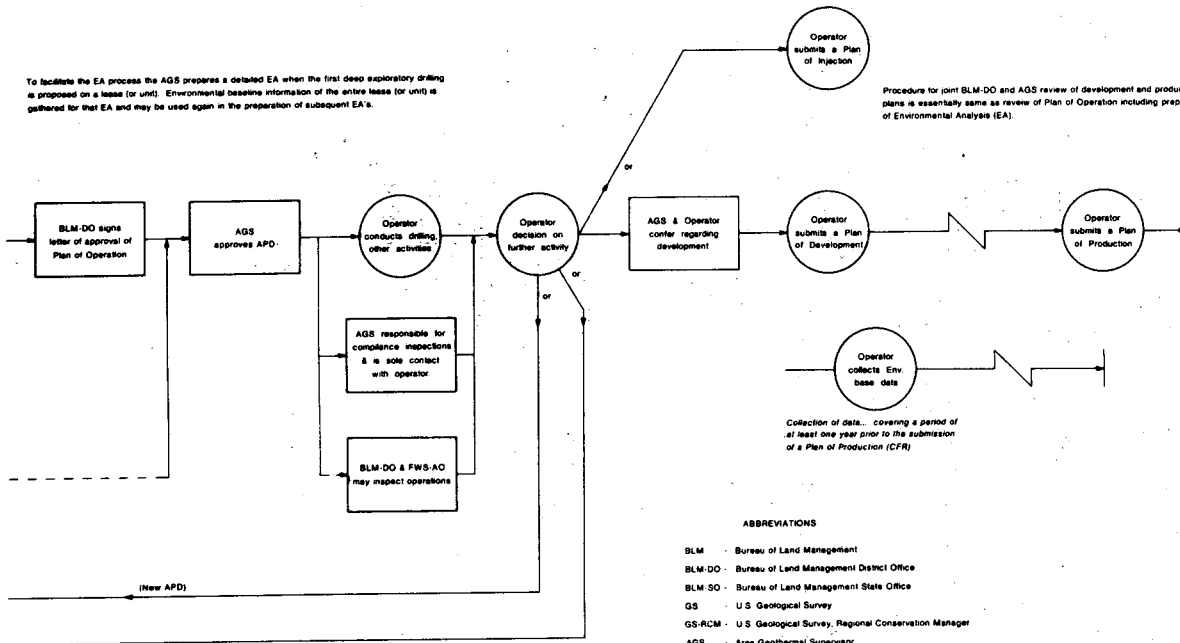 Operator
submits a Plan
of Injection
To facilitate the EA process the AGS prepares a detailed EA when the first deep exploratory drilling
is proposed on a lease (or unit). Environmental baseline information of the entire lease (or unit) is
gathered for that EA and may be used again in the preparation of subsequent EA's.
Procedure for joint BLM-DO and AGS review of development and
plans is essentially same as review of Plan of Operation including
of Environmental Analysis (EA).
or
BLM-DO signs
letter of approval of
Plan of Operation
AGS
approves APD
Operator
conducts drilling,
other activities
Operator
decision on
further activity
AGS & Operator
confer regarding
development
Operator
submits a Plan
of Development
Operator
submits a Plan
of Production
or
or
AGS responsible for
compliance inspections
& is sole contact
with operator
Operator
collects Env.
base data
Collection of data... covering a period of
at least one year prior to the submission
of a Plan of Production (CFR)
BLM-DO & FWS-AO
may inspect operations
ABBREVIATIONS
BLM - Bureau of Land Management
BLM-DO - Bureau of Land Management District Office
BLM-SO - Bureau of Land Management State Office
GS - U.S. Geological Survey
GS-RCM - U.S. Geological Survey, Regional Conservation Manager
AGS - Area Geothermal Supervisor
(New APD)